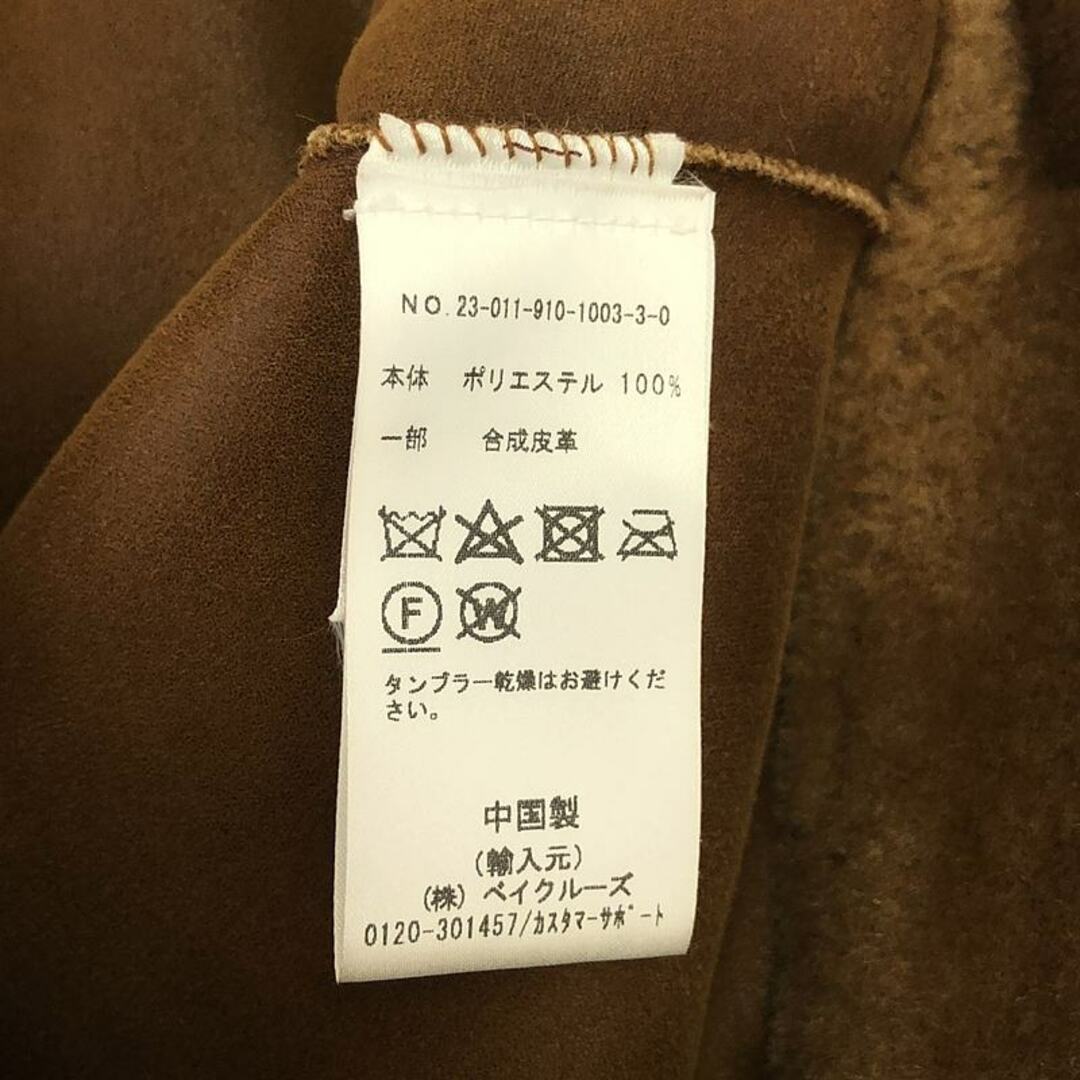 NO. 23-011-910-1003-3-0
本体 ポリエステル 100%
一部 合成皮革
F W
タンブラー乾燥はお避けくだ
さい。
中国製
(輸入元)
(株) ベイクルーズ
0120-301457/カスタマーサポート